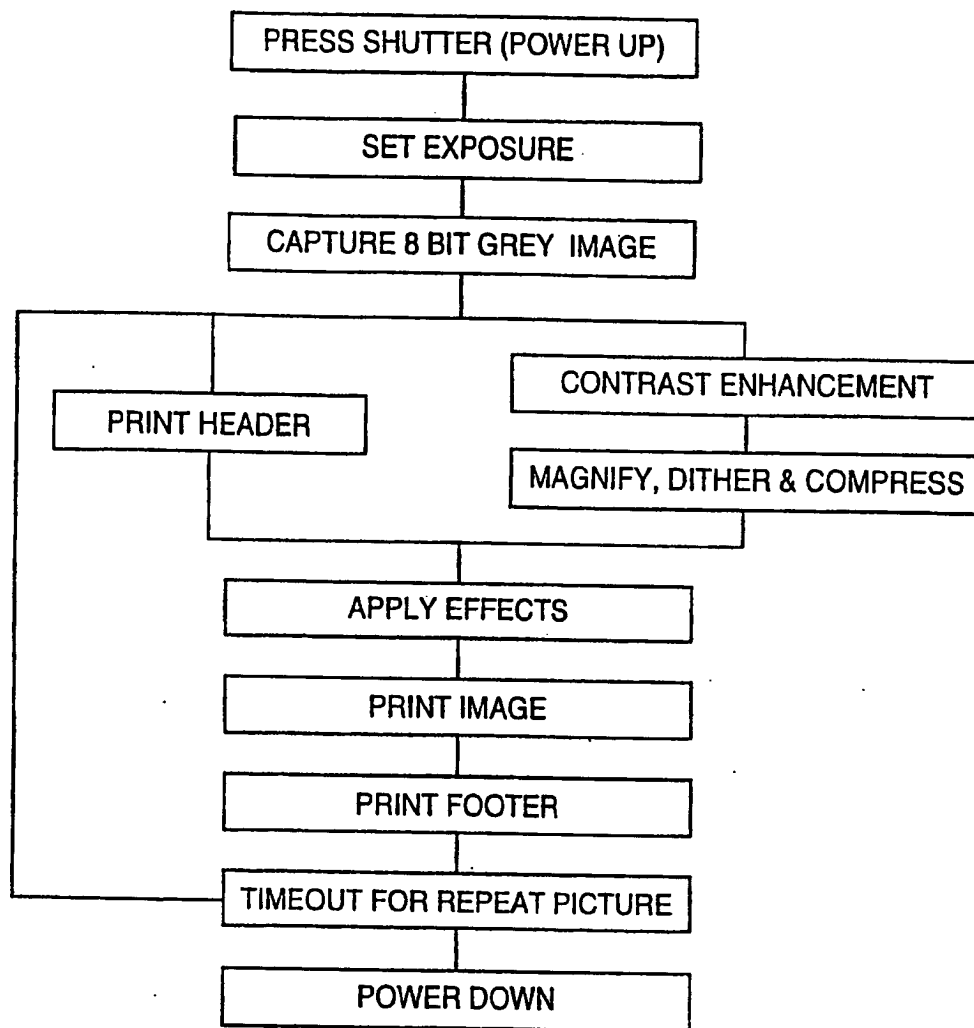 PRESS SHUTTER (POWER UP)
SET EXPOSURE
CAPTURE 8 BIT GREY IMAGE
CONTRAST ENHANCEMENT
PRINT HEADER
MAGNIFY, DITHER & COMPRESS
APPLY EFFECTS
PRINT IMAGE
PRINT FOOTER
TIMEOUT FOR REPEAT PICTURE
POWER DOWN